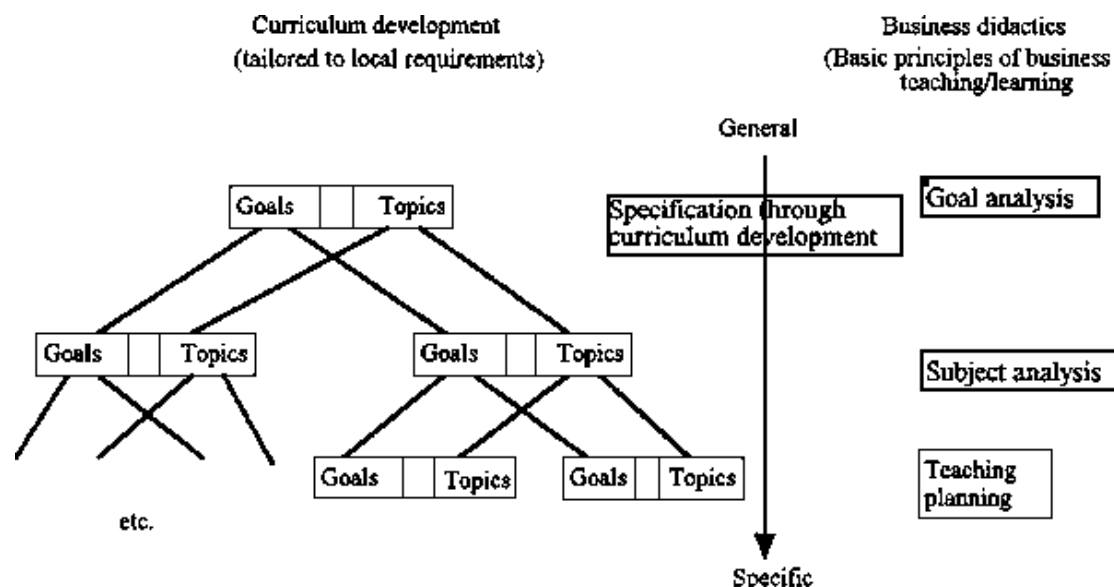 Curriculum development
(tailored to local requirements)
Business didactics
(Basic principles of business
teaching/learning
General
Goals Topics
Specification through
curriculum development
Goal analysis
Goals Topics
Goals Topics
Subject analysis
Goals Topics
Goals Topics
Teaching
planning
etc.
Specific